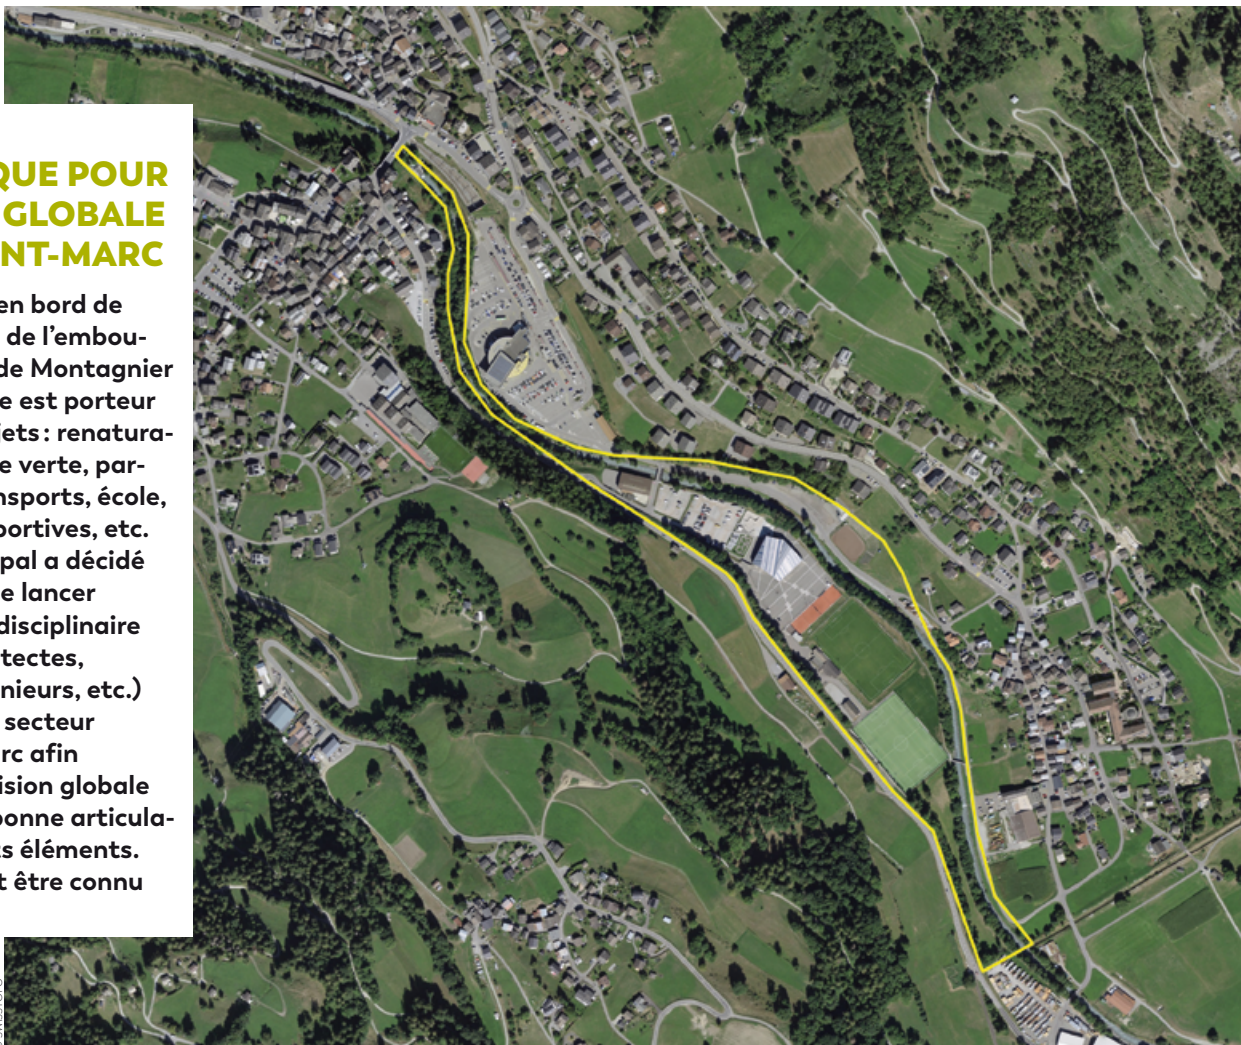 QUE POUR
GLOBALE
NT-MARC
en bord de
de l’embou-
de Montagnier
e est porteur
jets : renatura-
e verte, par-
nsports, école,
portives, etc.
pal a décidé
e lancer
disciplinaire
tectes,
nieurs, etc.)
secteur
rc afin
ision globale
bonne articula-
ts éléments.
t être connu